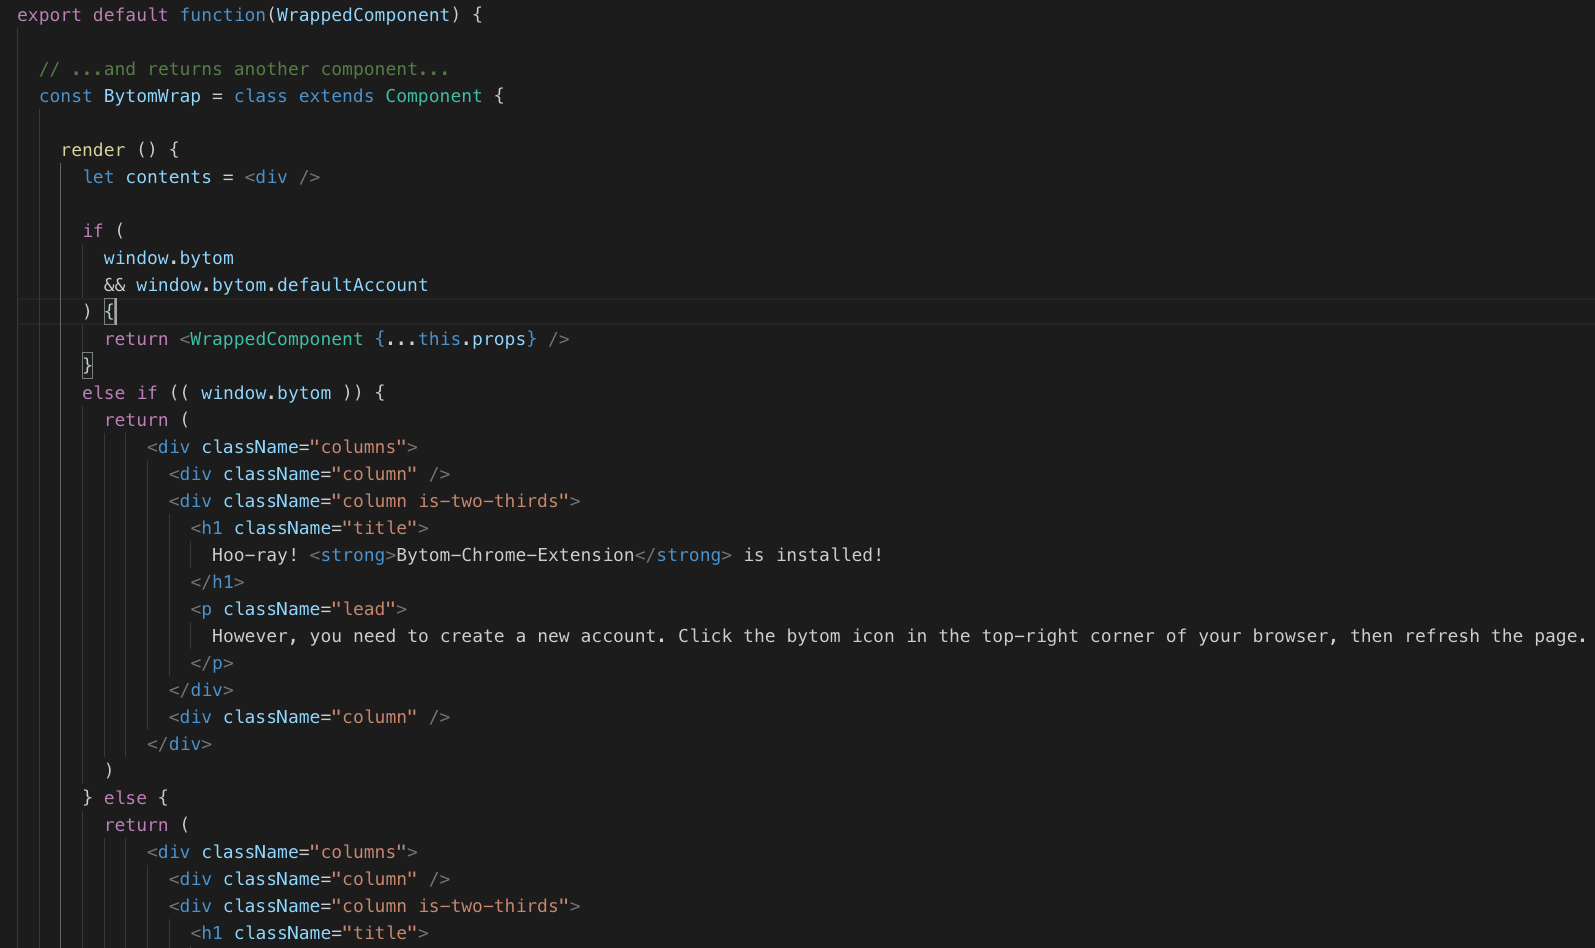 export default function(WrappedComponent) {
// ...and returns another component...
const BytomWrap = class extends Component {
render () {
let contents = <div />
if (
window.bytom
&& window.bytom.defaultAccount
) {
return <WrappedComponent {...this.props} />
}
else if (( window.bytom )) {
return (
<div className="columns">
<div className="column" />
<div className="column is-two-thirds">
<h1 className="title">
Hoo-ray! <strong>Bytom-Chrome-Extension</strong> is installed!
</h1>
<p className="lead">
However, you need to create a new account. Click the bytom icon in the top-right corner of your browser, then refresh the page.
</p>
</div>
<div className="column" />
</div>
)
} else {
return (
<div className="columns">
<div className="column" />
<div className="column is-two-thirds">
<h1 className="title">